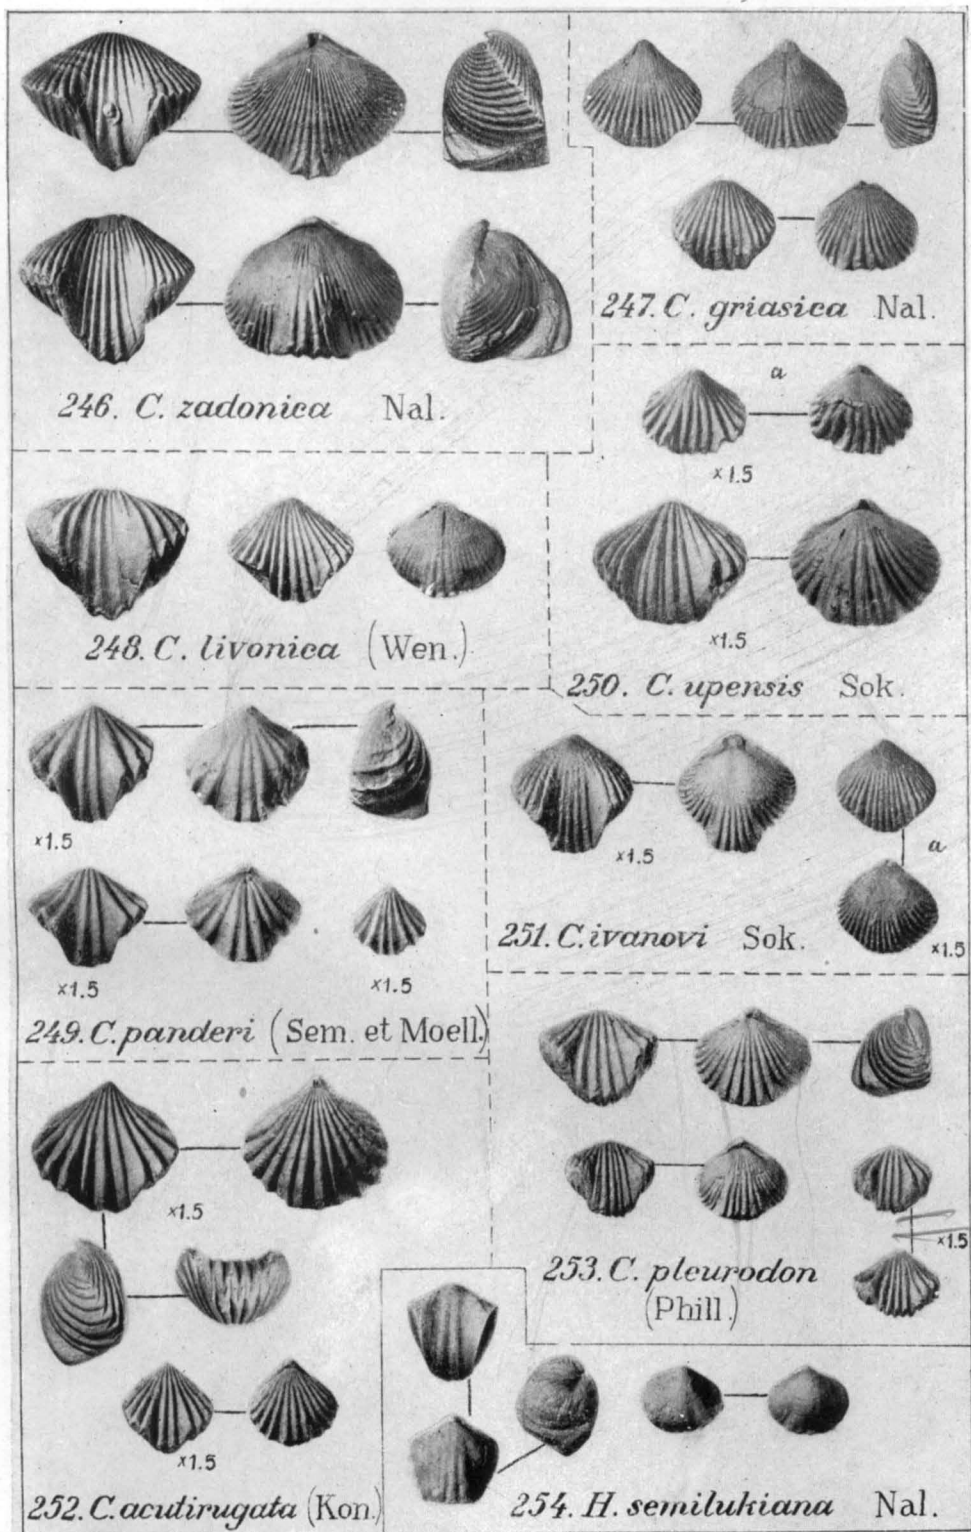 246. C. zadonica Nal.
247. C. griasica Nal.
a
×1.5
×1.5
250. C. upensis Sok.
248. C. livonica (Wen.)
×1.5
×1.5
×1.5
249. C. panderi (Sem. et Moell.)
×1.5
a
×1.5
251. C. ivanovi Sok.
×1.5
253. C. pleurodon
(Phill.)
×1.5
×1.5
252. C. acutirugata (Kon.)
254. H. semilukiana Nal.